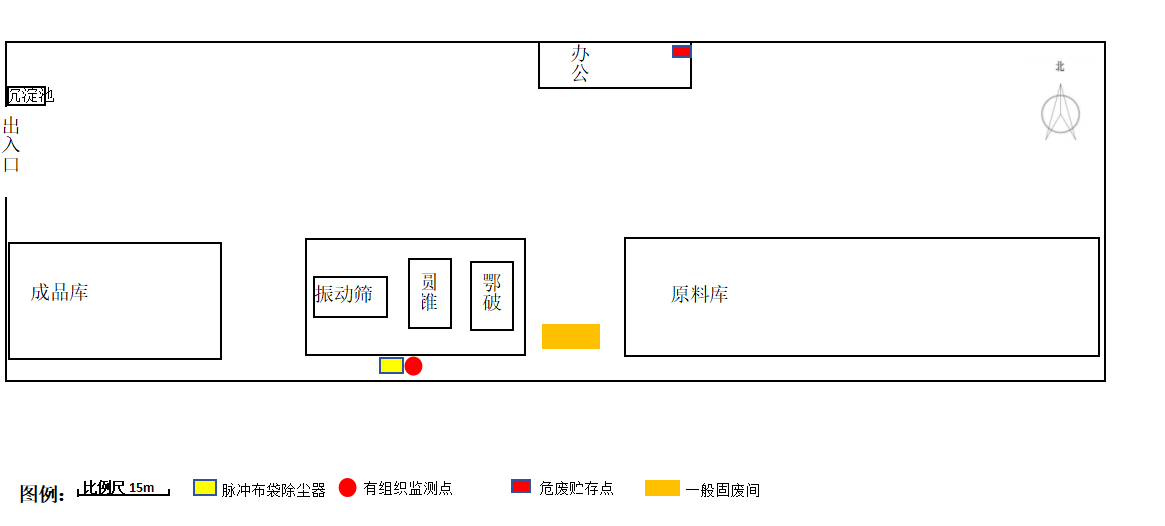 办
公
北
沉淀池
出
入
口
成品库
振动筛
圆
锥
鄂
破
原料库
图例:
比例尺 15m
脉冲布袋除尘器
有组织监测点
危废贮存点
一般固废间